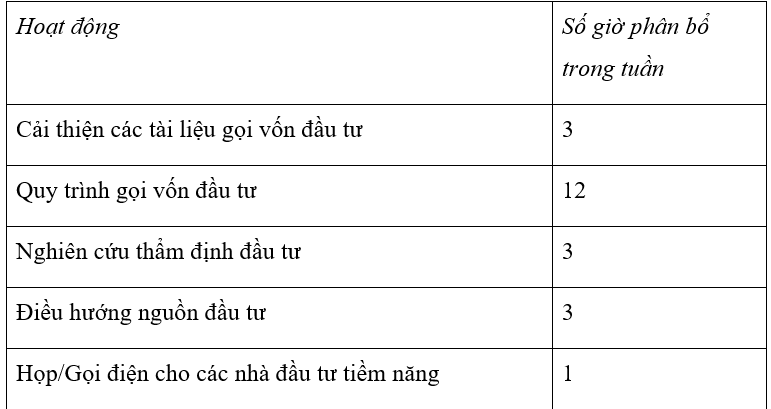 Hoạt động
Số giờ phân bổ
trong tuần
Cải thiện các tài liệu gọi vốn đầu tư
3
Quy trình gọi vốn đầu tư
12
Nghiên cứu thẩm định đầu tư
3
Điều hướng nguồn đầu tư
3
Họp/Gọi điện cho các nhà đầu tư tiềm năng
1